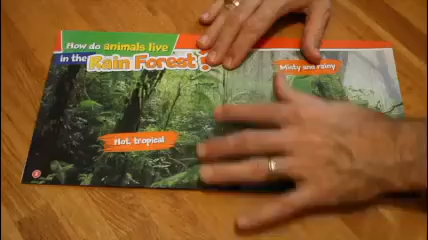 How do animals live
in the Rain Forest?
Misty and rainy
Hot, tropical